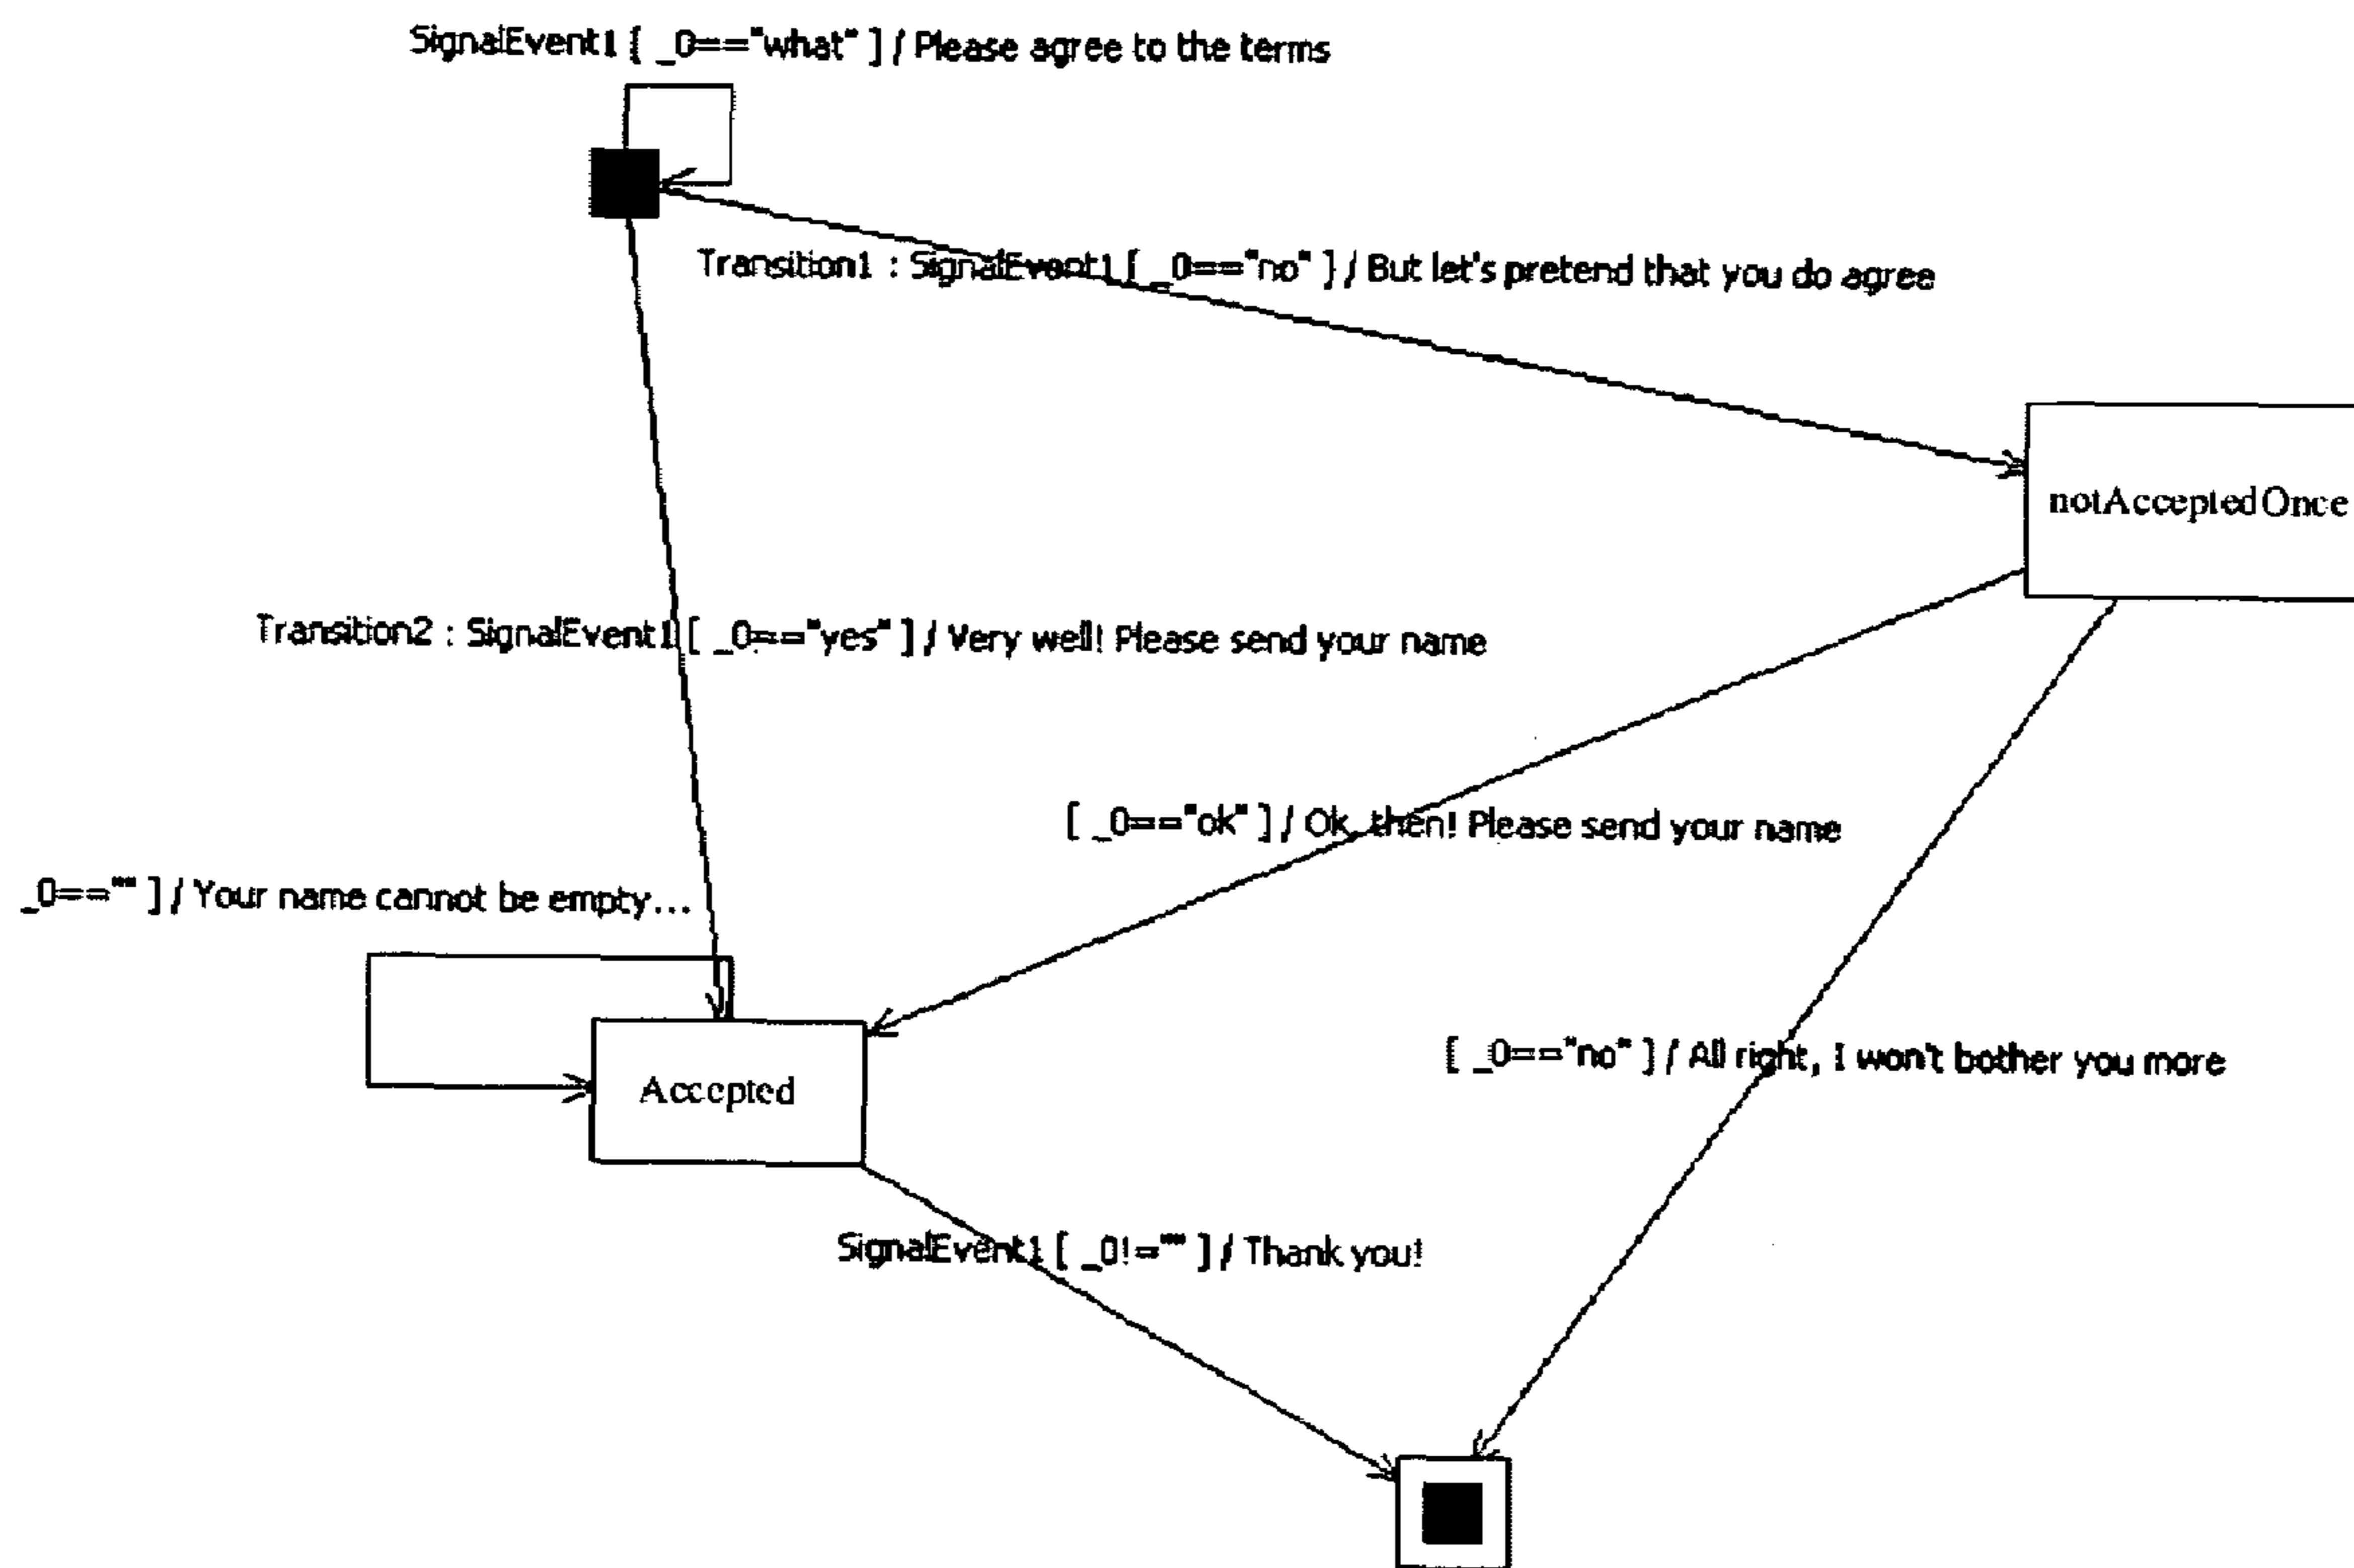 SignalEvent1 [ _0=="what" ] / Please agree to the terms
Transition1 : SignalEvent1 [ _0=="no" ] / But let's pretend that you do agree
notAcceptedOnce
Transition2 : SignalEvent1 [ _0=="yes" ] / Very well! Please send your name
[ _0=="ok" ] / Ok, then! Please send your name
_0=="" ] / Your name cannot be empty...
[ _0=="no" ] / All right, I won't bother you more
Accepted
SignalEvent1 [ _0!="" ] / Thank you!